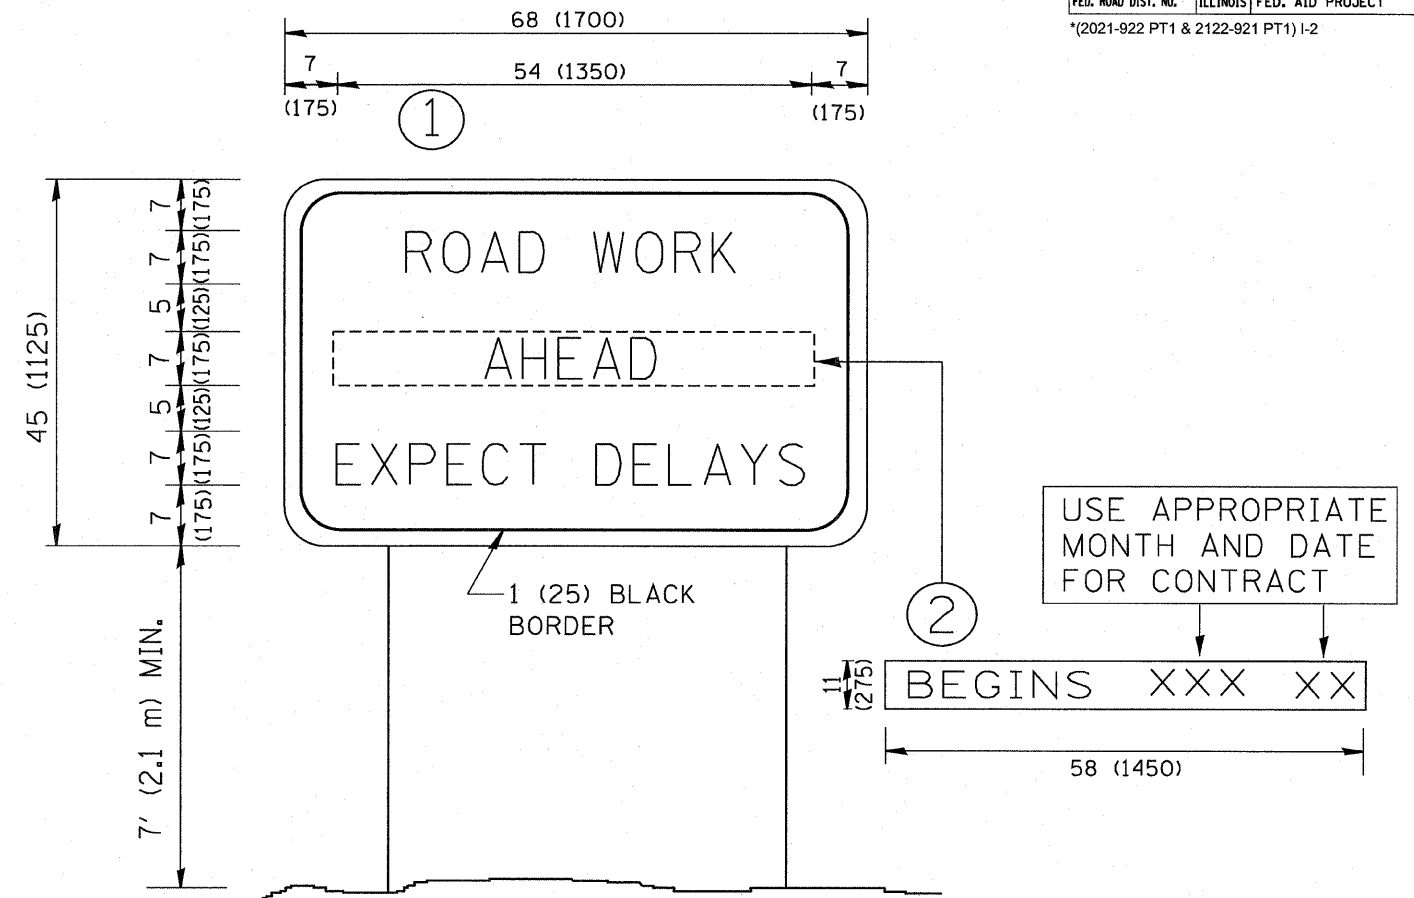 FED. ROAD DIST. NO. ILLINOIS FED. AID PROJECT
*(2021-922 PT1 & 2122-921 PT1) I-2
68 (1700)
7 54 (1350) 7
(175) (175)
1
7 (175)
7 (175)
5 (125)
7 (175)
5 (125)
7 (175)
7 (175)
45 (1125)
ROAD WORK
AHEAD
EXPECT DELAYS
1 (25) BLACK
BORDER
7' (2.1 m) MIN.
2
USE APPROPRIATE
MONTH AND DATE
FOR CONTRACT
11
(275)
BEGINS XXX XX
58 (1450)